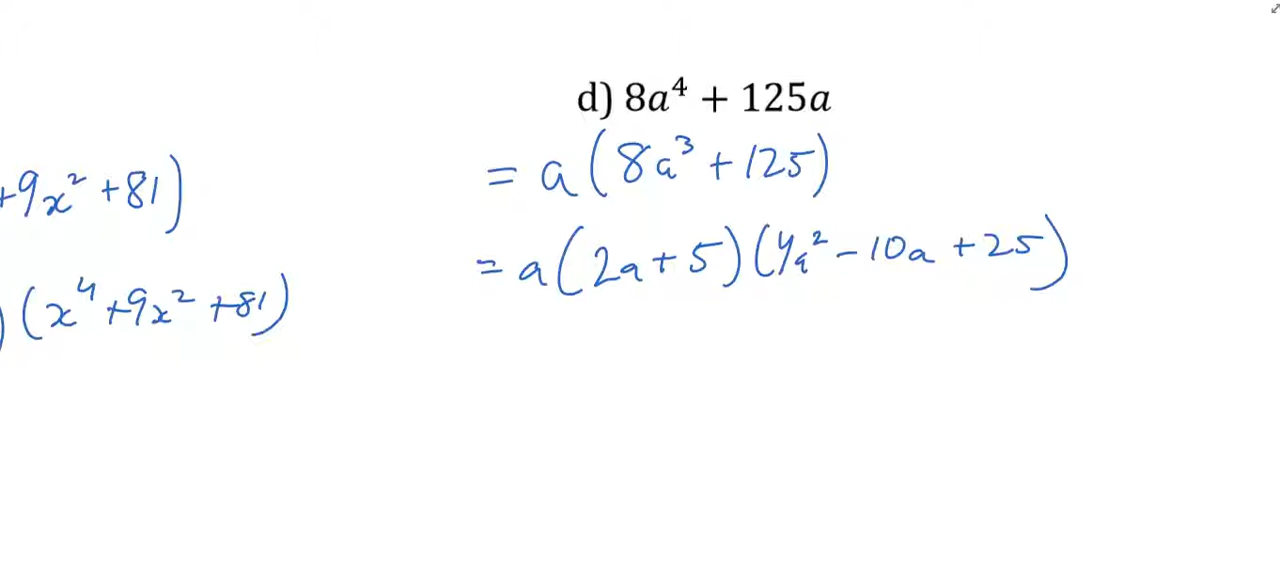 d) 8a⁴ + 125a
= a(8a³ + 125)
= a(2a + 5)(4a² - 10a + 25)
+9x² + 81)
) (x⁴ + 9x² + 81)